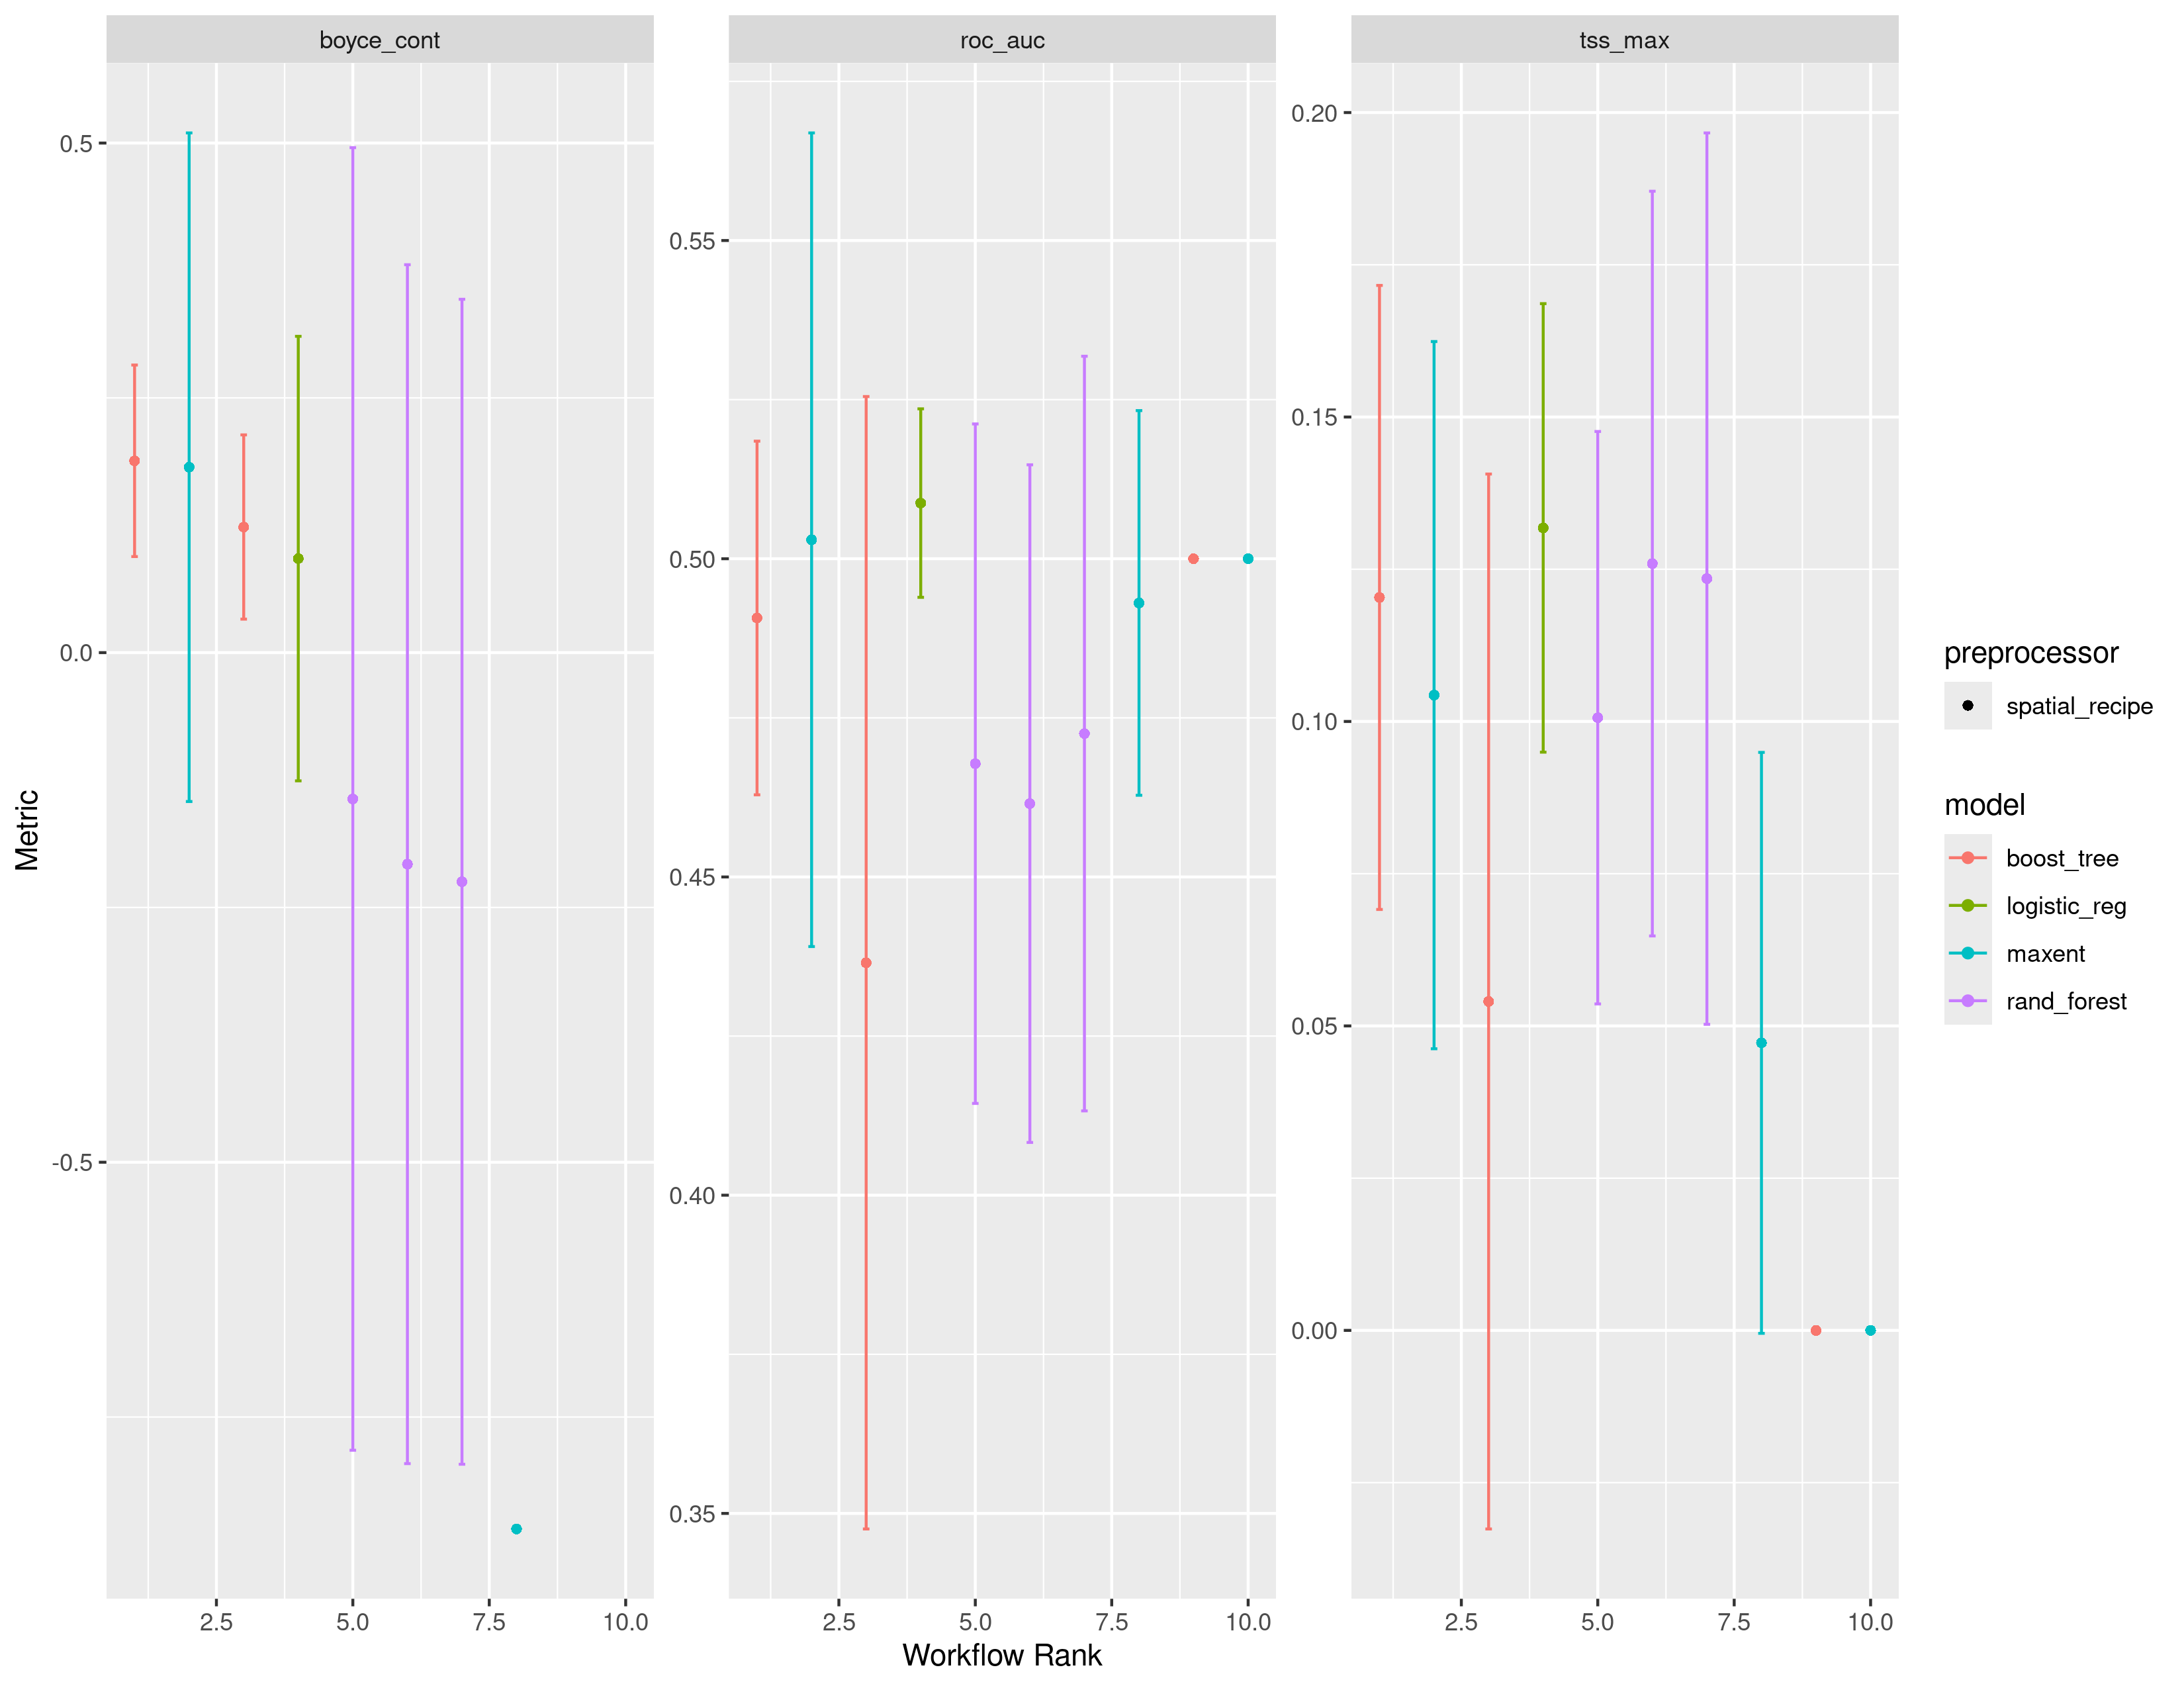 boyce_cont
roc_auc
tss_max
Metric
0.5
0.0
-0.5
0.55
0.50
0.45
0.40
0.35
0.20
0.15
0.10
0.05
0.00
2.5 5.0 7.5 10.0
2.5 5.0 7.5 10.0
2.5 5.0 7.5 10.0
Workflow Rank
preprocessor
spatial_recipe
model
boost_tree
logistic_reg
maxent
rand_forest